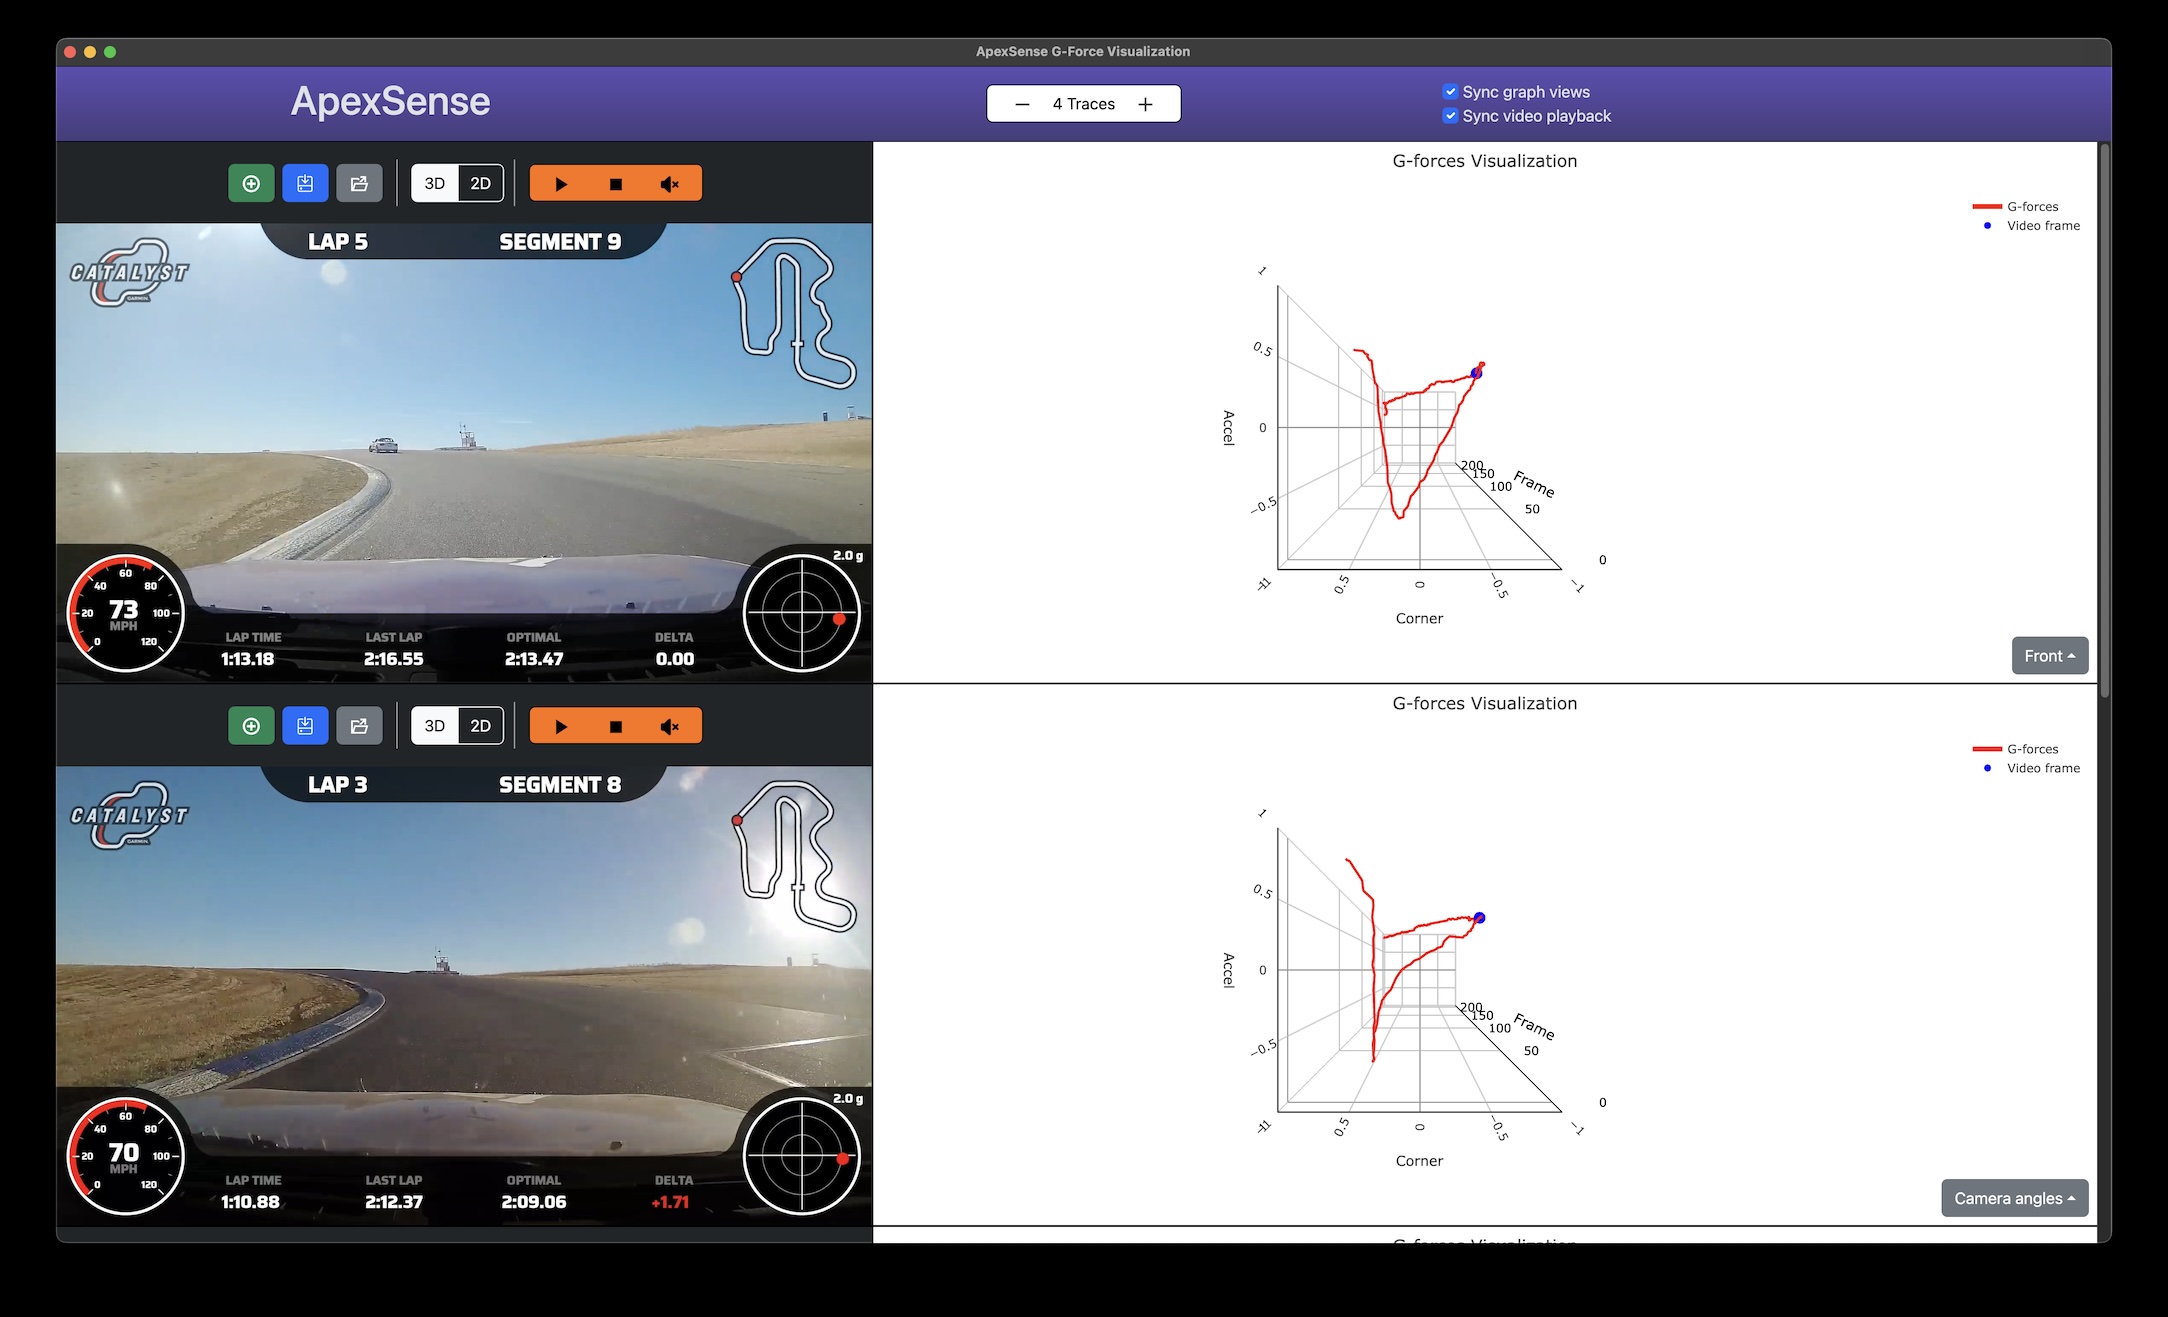 ApexSense G-Force Visualization
ApexSense
4 Traces
Sync graph views
Sync video playback
3D 2D
LAP 5 SEGMENT 9
CATALYST
GARMIN
2.0 g
0 20 40 60 80 100 120
73
MPH
LAP TIME LAST LAP OPTIMAL DELTA
1:13.18 2:16.55 2:13.47 0.00
G-forces Visualization
G-forces
Video frame
1
0.5
0
−0.5
Accel
200
150
100
50
0
Frame
0.5 0 −0.5 −1
Corner
Front
3D 2D
LAP 3 SEGMENT 8
CATALYST
GARMIN
2.0 g
0 20 40 60 80 100 120
70
MPH
LAP TIME LAST LAP OPTIMAL DELTA
1:10.88 2:12.37 2:09.06 +1.71
G-forces Visualization
G-forces
Video frame
1
0.5
0
−0.5
Accel
200
150
100
50
0
Frame
0.5 0 −0.5 −1
Corner
Camera angles
G-forces Visualization